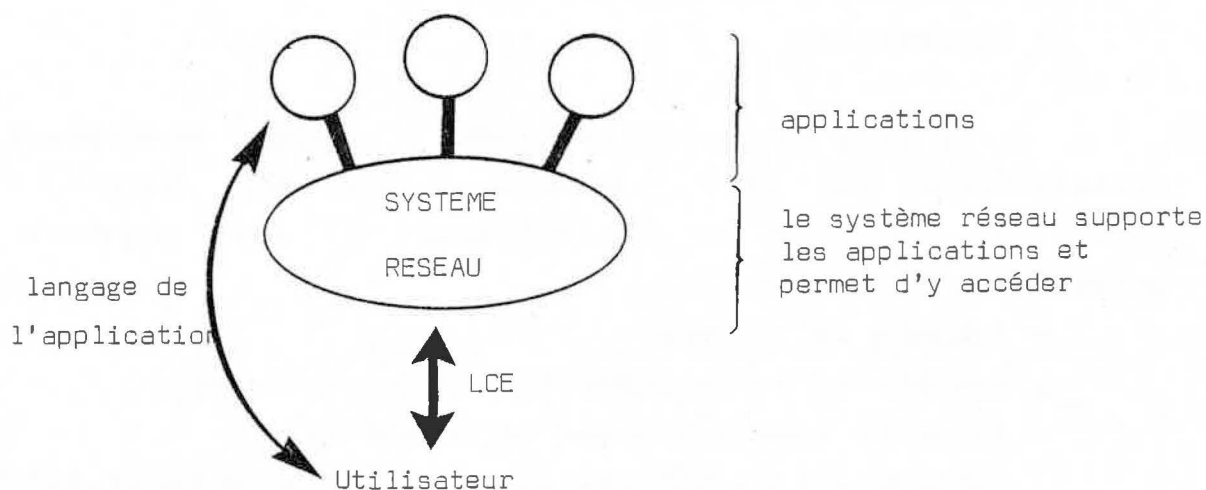 applications
SYSTEME
RESEAU
le système réseau supporte
les applications et
permet d'y accéder
langage de
l'application
LCE
Utilisateur